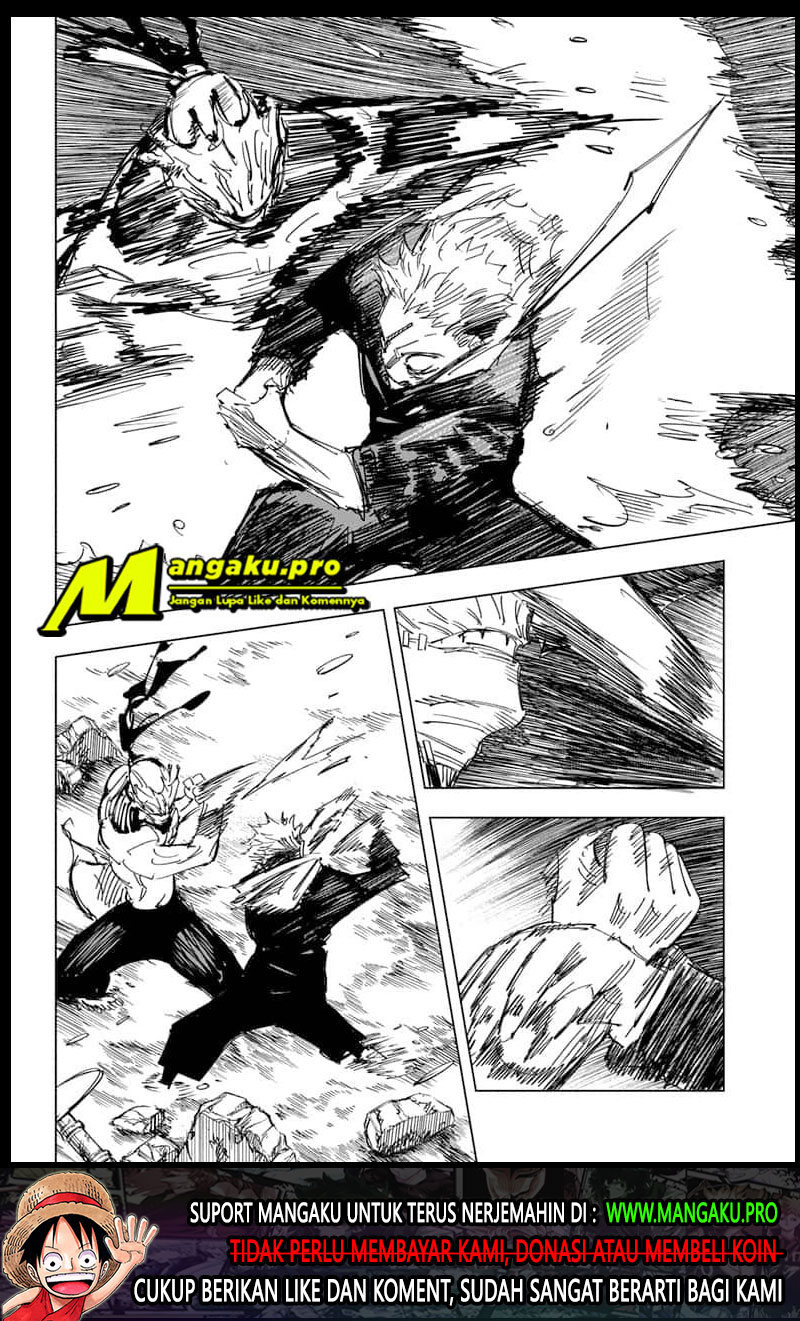 Mangaku.pro
Jangan Lupa Like dan Komennya
SUPORT MANGAKU UNTUK TERUS NERJEMAHIN DI : WWW.MANGAKU.PRO
TIDAK PERLU MEMBAYAR KAMI, DONASI ATAU MEMBELI KOIN
CUKUP BERIKAN LIKE DAN KOMENT, SUDAH SANGAT BERARTI BAGI KAMI